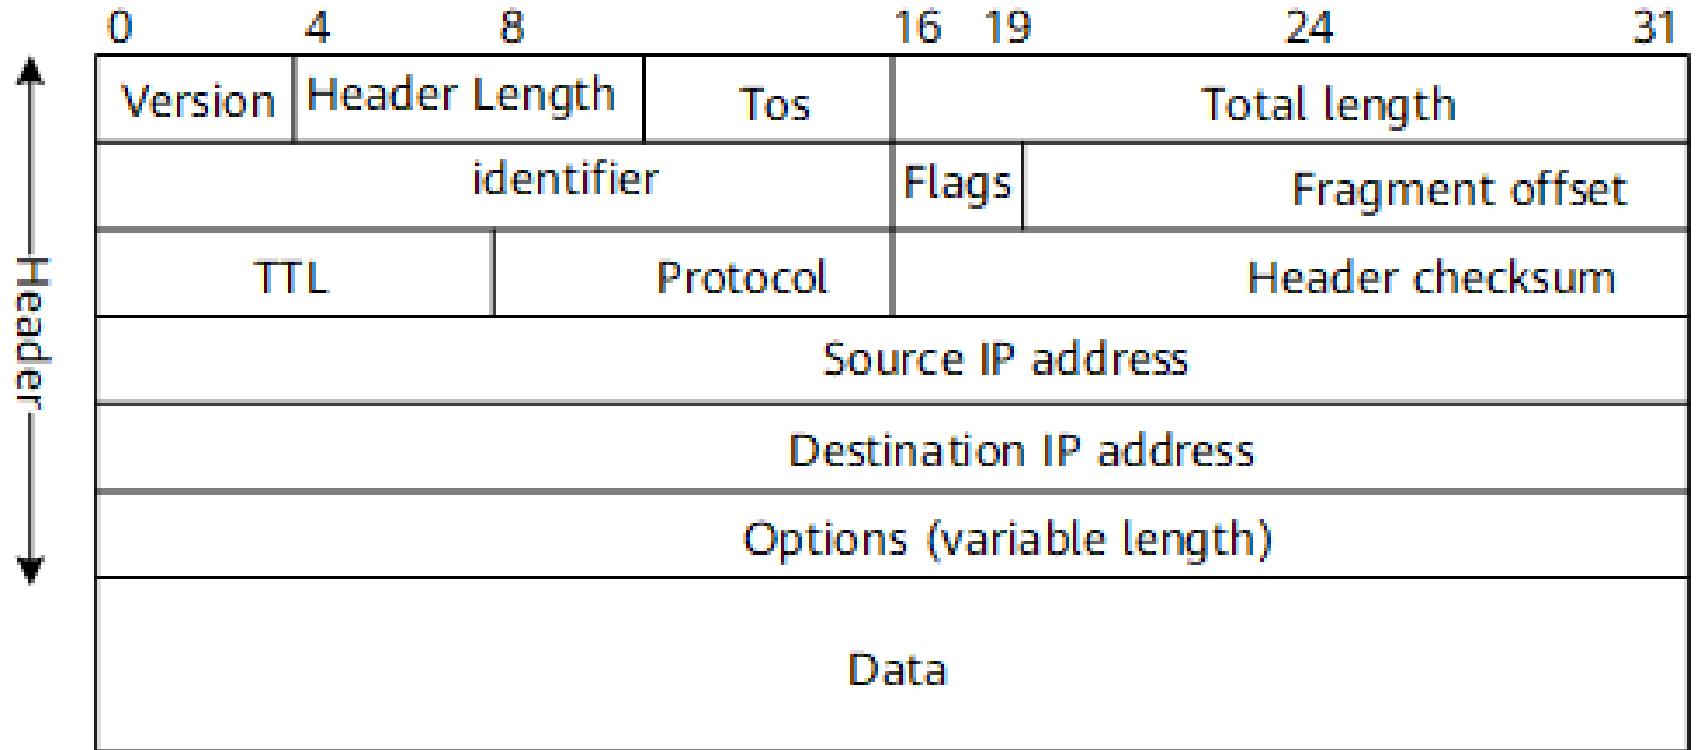 0 4 8 16 19 24 31
Version Header Length Tos Total length
identifier Flags Fragment offset
TTL Protocol Header checksum
Source IP address
Destination IP address
Options (variable length)
Data
Header